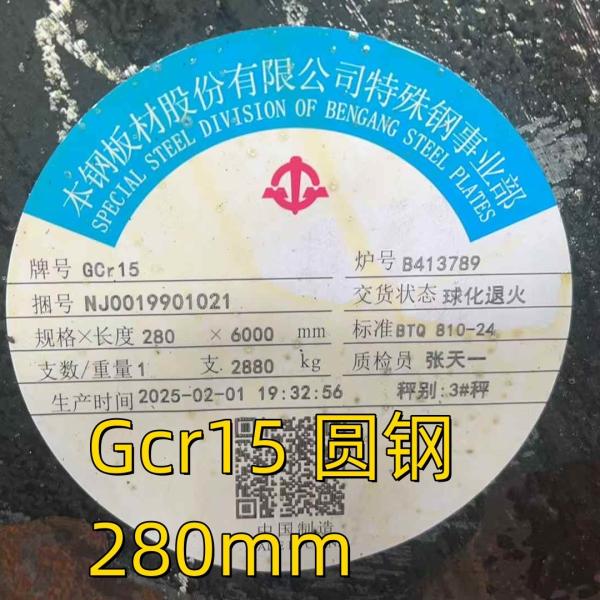 本钢板材股份有限公司特殊钢事业部
SPECIAL STEEL DIVISION OF BENGANG STEEL PLATES
牌号 GCr15
炉号 B413789
捆号 NJ0019901021
交货状态 球化退火
规格×长度 280 × 6000 mm
标准 BTQ 810-24
支数/重量 1 支 2880 kg
质检员 张天一
生产时间 2025-02-01 19:32:56
秤别:3#秤
Gcr15 圆钢
中国制造
280mm